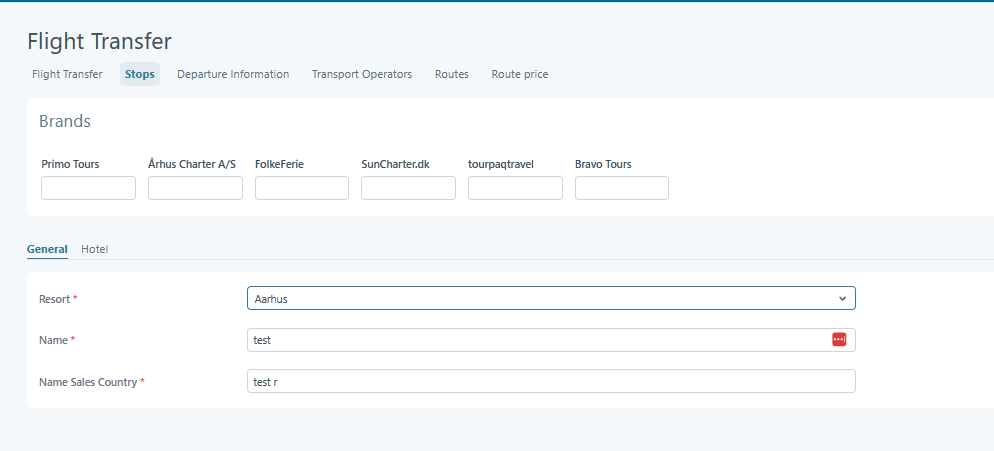 Flight Transfer
Flight Transfer Stops Departure Information Transport Operators Routes Route price
Brands
Primo Tours Århus Charter A/S FolkeFerie SunCharter.dk tourpaqtravel Bravo Tours
General Hotel
Resort * Aarhus
Name * test
Name Sales Country * test r